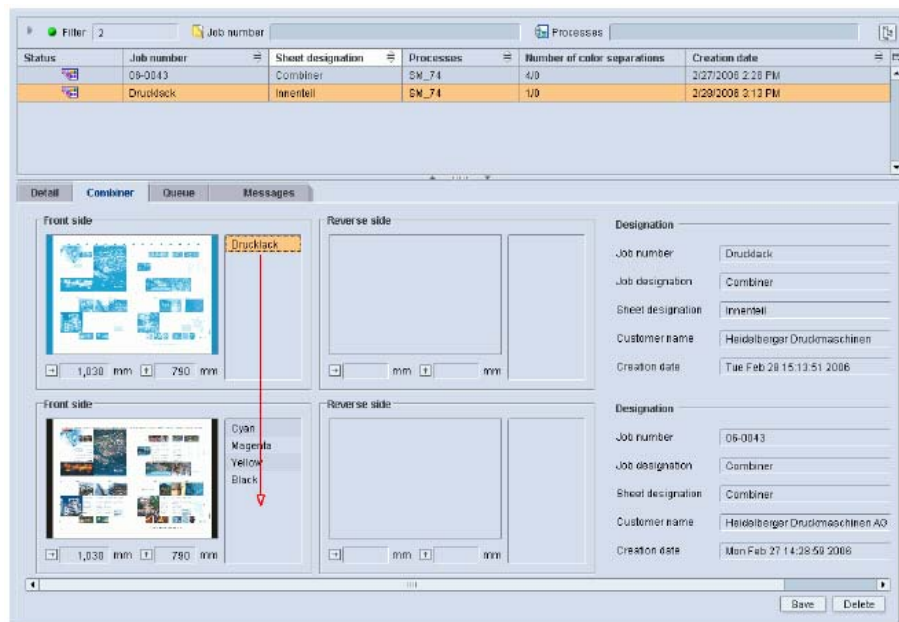 Filter 2 Job number Processes
Status Job number Sheet designation Processes Number of color separations Creation date
06-0043 Combiner SM_74 4/0 2/27/2006 2:28 PM
Drucklack Innenteil SM_74 1/0 2/28/2006 3:13 PM
Detail Combiner Queue Messages
Front side Reverse side Designation
Drucklack
Job number Drucklack
Job designation Combiner
Sheet designation Innenteil
Customer name Heidelberger Druckmaschinen
Creation date Tue Feb 28 15:13:51 2006
1,030 mm 790 mm mm mm
Front side Reverse side Designation
Cyan
Magenta
Yellow
Black
Job number 06-0043
Job designation Combiner
Sheet designation Combiner
Customer name Heidelberger Druckmaschinen AG
Creation date Mon Feb 27 14:28:59 2006
1,030 mm 790 mm mm mm
Save Delete